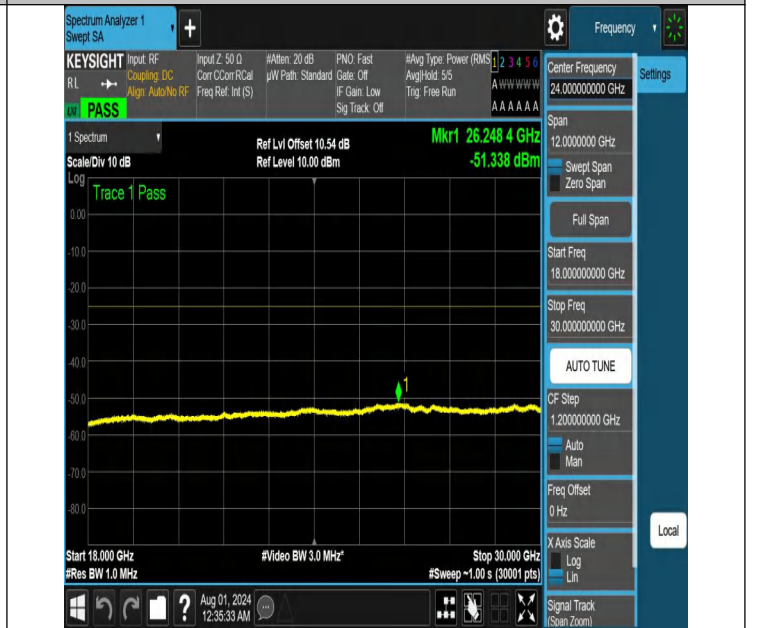 Spectrum Analyzer 1
Swept SA
+
Frequency
KEYSIGHT
RL
PASS
Input: RF
Coupling: DC
Align: Auto/No RF
Input Z: 50 Ω
Corr CCorr RCal
Freq Ref: Int (S)
#Atten: 20 dB
µW Path: Standard
PNO: Fast
Gate: Off
IF Gain: Low
Sig Track: Off
#Avg Type: Power (RMS
Avg|Hold: 5/5
Trig: Free Run
1 2 3 4 5 6
A W W W W W
A A A A A A
1 Spectrum
Scale/Div 10 dB
Ref Lvl Offset 10.54 dB
Ref Level 10.00 dBm
Mkr1 26.248 4 GHz
-51.338 dBm
Log
Trace 1 Pass
0.00
-10.0
-20.0
-30.0
-40.0
-50.0
-60.0
-70.0
-80.0
1
Start 18.000 GHz
#Res BW 1.0 MHz
#Video BW 3.0 MHz*
Stop 30.000 GHz
#Sweep ~1.00 s (30001 pts)
Center Frequency
24.000000000 GHz
Span
12.0000000 GHz
Swept Span
Zero Span
Full Span
Start Freq
18.000000000 GHz
Stop Freq
30.000000000 GHz
AUTO TUNE
CF Step
1.200000000 GHz
Auto
Man
Freq Offset
0 Hz
X Axis Scale
Log
Lin
Signal Track
(Span Zoom)
Settings
Local
?
Aug 01, 2024
12:35:33 AM